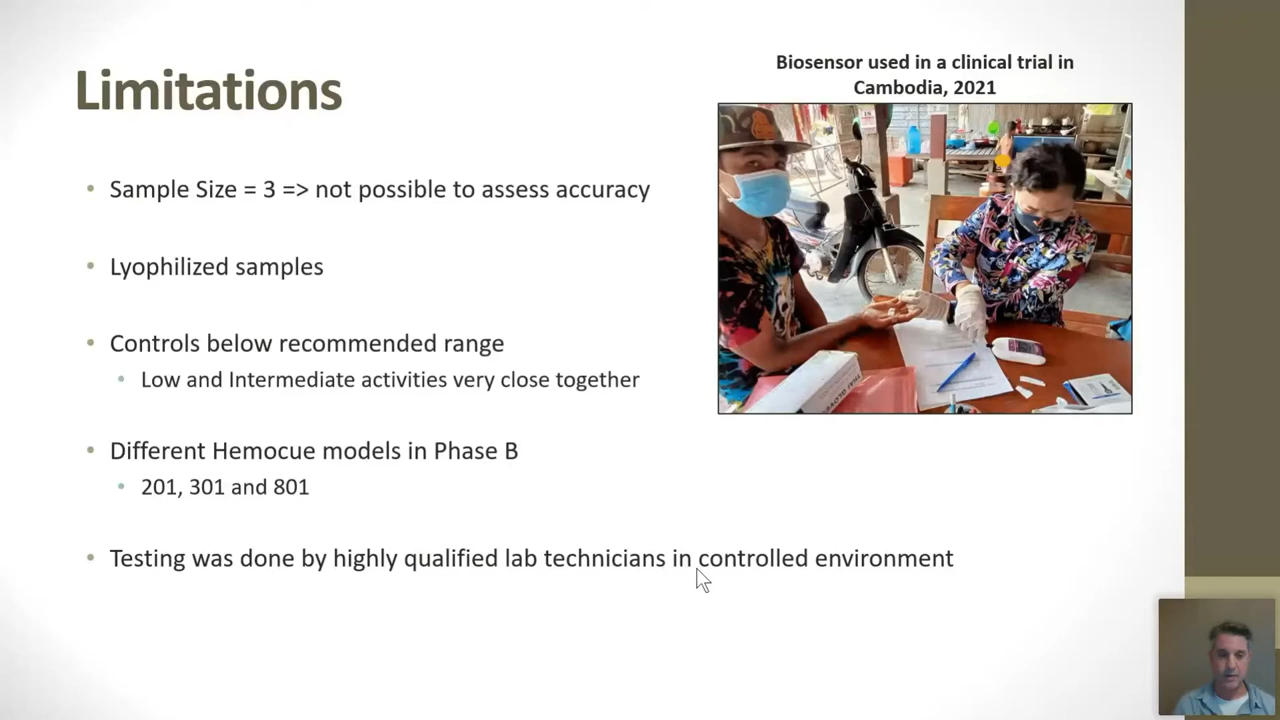 Limitations
Biosensor used in a clinical trial in
Cambodia, 2021
Sample Size = 3 => not possible to assess accuracy
Lyophilized samples
Controls below recommended range
Low and Intermediate activities very close together
Different Hemocue models in Phase B
201, 301 and 801
Testing was done by highly qualified lab technicians in controlled environment